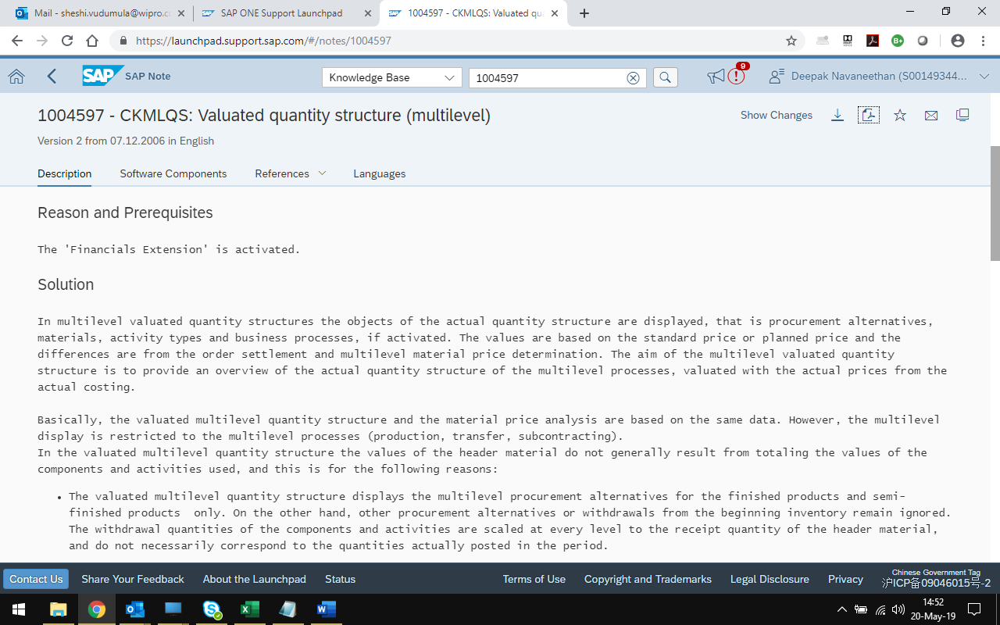 Mail - sheshi.vudumula@wipro.c
SAP ONE Support Launchpad
1004597 - CKMLQS: Valued qu
https://launchpad.support.sap.com/#/notes/1004597
SAP
SAP Note
Knowledge Base
1004597
9
Deepak Navaneethan (S00149344...
1004597 - CKMLQS: Valuated quantity structure (multilevel)
Show Changes
Version 2 from 07.12.2006 in English
Description
Software Components
References
Languages
Reason and Prerequisites
The 'Financials Extension' is activated.
Solution
In multilevel valuated quantity structures the objects of the actual quantity structure are displayed, that is procurement alternatives,
materials, activity types and business processes, if activated. The values are based on the standard price or planned price and the
differences are from the order settlement and multilevel material price determination. The aim of the multilevel valuated quantity
structure is to provide an overview of the actual quantity structure of the multilevel processes, valuated with the actual prices from the
actual costing.
Basically, the valuated multilevel quantity structure and the material price analysis are based on the same data. However, the multilevel
display is restricted to the multilevel processes (production, transfer, subcontracting).
In the valuated multilevel quantity structure the values of the header material do not generally result from totaling the values of the
components and activities used, and this is for the following reasons:
• The valuated multilevel quantity structure displays the multilevel procurement alternatives for the finished products and semi-
finished products only. On the other hand, other procurement alternatives or withdrawals from the beginning inventory remain ignored.
The withdrawal quantities of the components and activities are scaled at every level to the receipt quantity of the header material,
and do not necessarily correspond to the quantities actually posted in the period.
Contact Us
Share Your Feedback
About the Launchpad
Status
Terms of Use
Copyright and Trademarks
Legal Disclosure
Privacy
Chinese Government Tag
沪ICP备09046015号-2
14:52
20-May-19